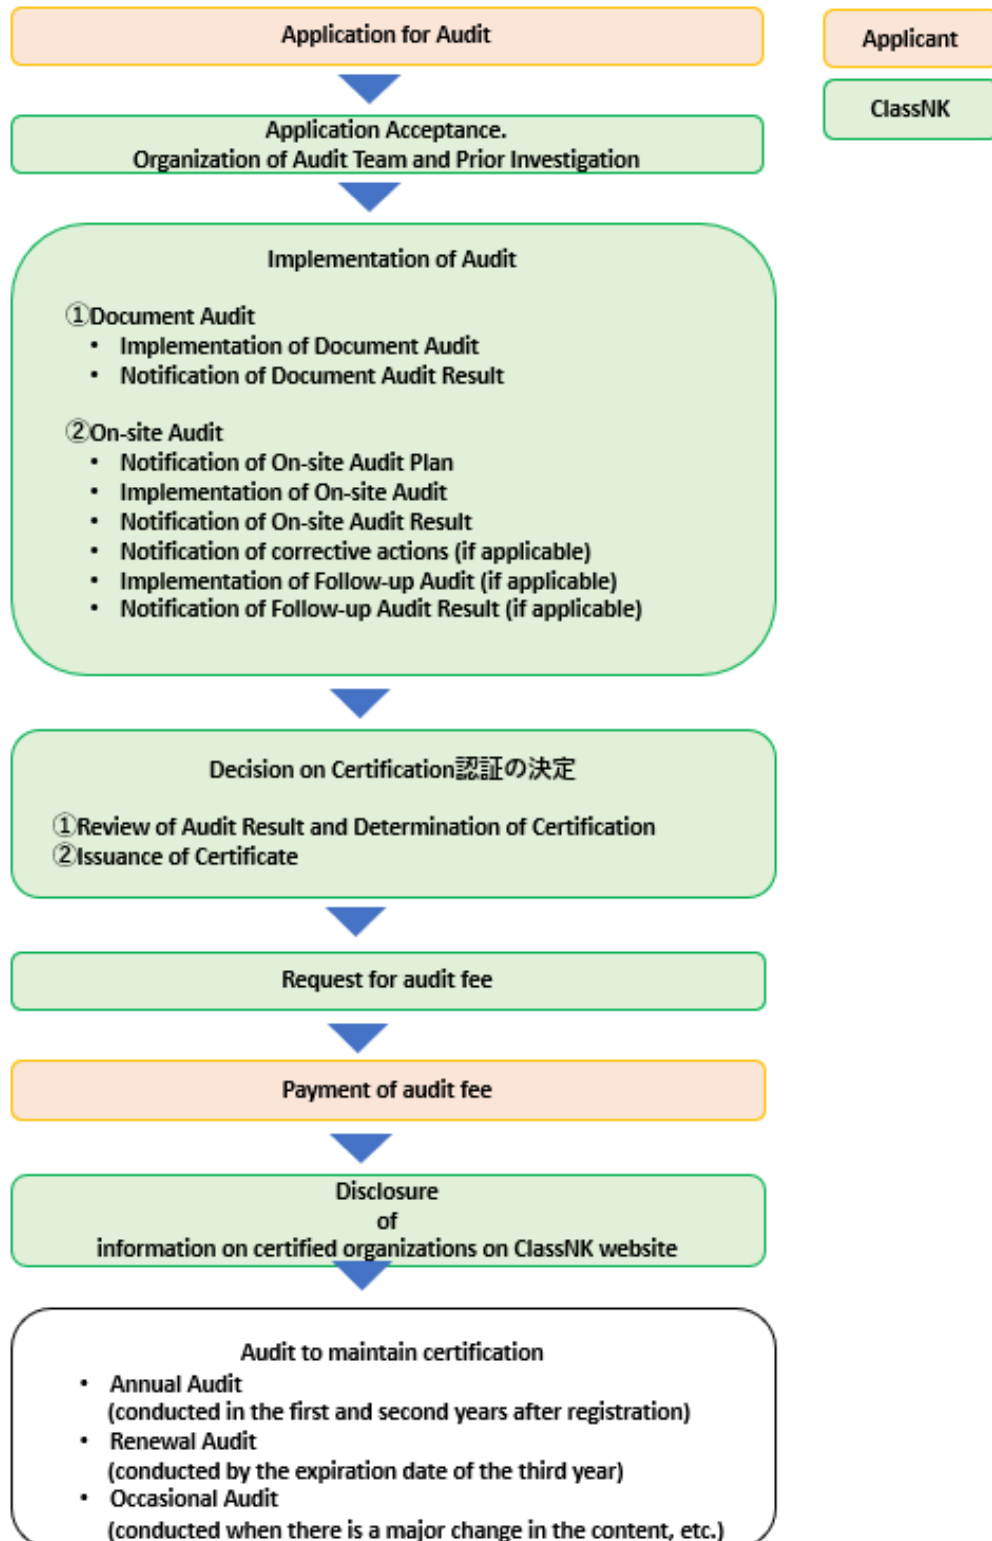 Application for Audit
Applicant
ClassNK
Application Acceptance.
Organization of Audit Team and Prior Investigation
Implementation of Audit
①Document Audit
• Implementation of Document Audit
• Notification of Document Audit Result
②On-site Audit
• Notification of On-site Audit Plan
• Implementation of On-site Audit
• Notification of On-site Audit Result
• Notification of corrective actions (if applicable)
• Implementation of Follow-up Audit (if applicable)
• Notification of Follow-up Audit Result (if applicable)
Decision on Certification認証の決定
①Review of Audit Result and Determination of Certification
②Issuance of Certificate
Request for audit fee
Payment of audit fee
Disclosure
of
information on certified organizations on ClassNK website
Audit to maintain certification
• Annual Audit
(conducted in the first and second years after registration)
• Renewal Audit
(conducted by the expiration date of the third year)
• Occasional Audit
(conducted when there is a major change in the content, etc.)